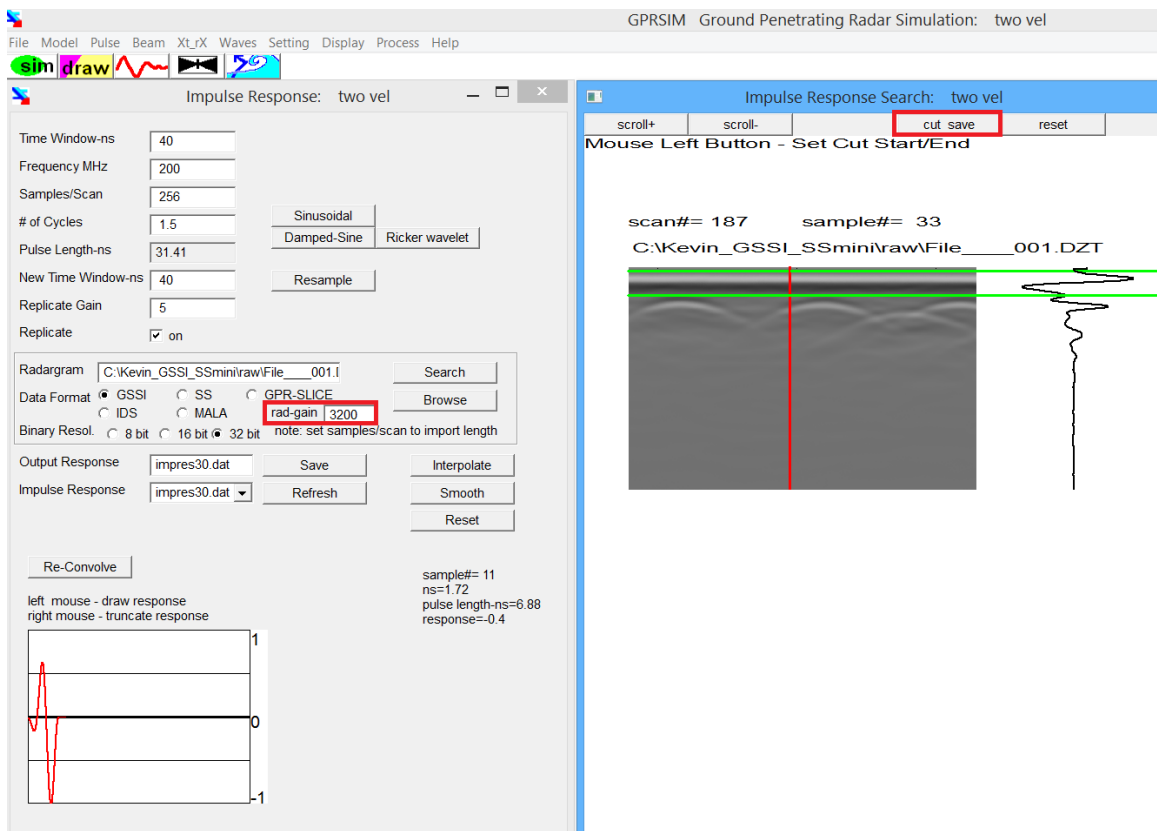 GPRSIM Ground Penetrating Radar Simulation: two vel
File Model Pulse Beam Xt_rX Waves Setting Display Process Help
sim draw
Impulse Response: two vel
Time Window-ns 40
Frequency MHz 200
Samples/Scan 256
# of Cycles 1.5
Sinusoidal
Damped-Sine Ricker wavelet
Pulse Length-ns 31.41
New Time Window-ns 40
Resample
Replicate Gain 5
Replicate on
Radargram C:\Kevin_GSSI_SSmini\raw\File____001.[ Search
Data Format GSSI SS GPR-SLICE Browse
IDS MALA rad-gain 3200
Binary Resol. 8 bit 16 bit 32 bit note: set samples/scan to import length
Output Response impres30.dat Save Interpolate
Impulse Response impres30.dat Refresh Smooth
Reset
Re-Convolve
sample#= 11
ns=1.72
pulse length-ns=6.88
response=-0.4
left mouse - draw response
right mouse - truncate response
1
0
-1
Impulse Response Search: two vel
scroll+ scroll- cut save reset
Mouse Left Button - Set Cut Start/End
scan#= 187 sample#= 33
C:\Kevin_GSSI_SSmini\raw\File____001.DZT